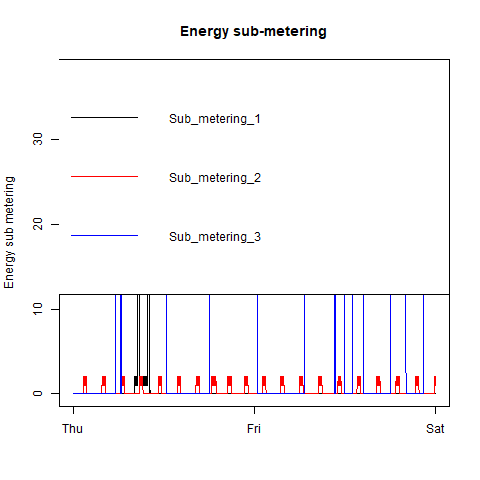 Energy sub-metering
Energy sub metering
30
20
10
0
Sub_metering_1
Sub_metering_2
Sub_metering_3
Thu
Fri
Sat